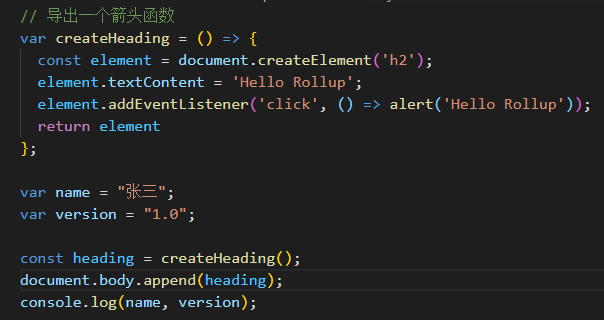 // 导出一个箭头函数
var createHeading = () => {
  const element = document.createElement('h2');
  element.textContent = 'Hello Rollup';
  element.addEventListener('click', () => alert('Hello Rollup'));
  return element
};

var name = "张三";
var version = "1.0";

const heading = createHeading();
document.body.append(heading);
console.log(name, version);